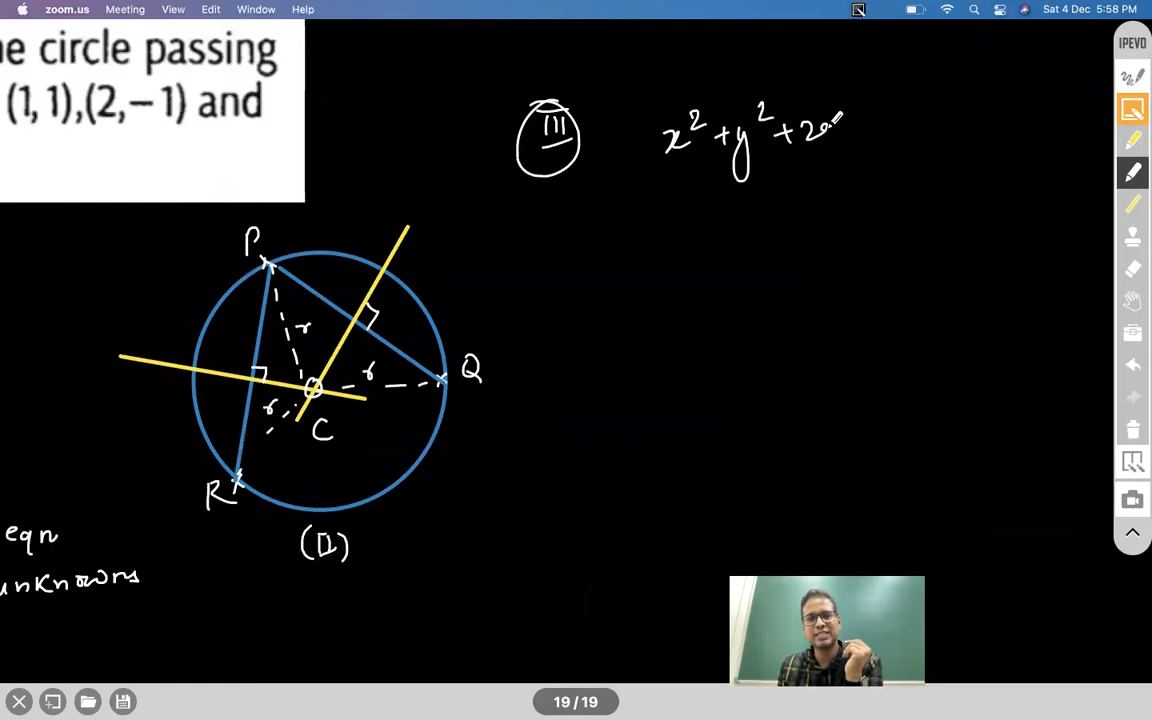 zoom.us Meeting View Edit Window Help Sat 4 Dec 5:58 PM
IPEVO
e circle passing
(1, 1),(2,−1) and
III
x² + y² + 2
P
r
r
Q
r
C
R
(II)
eqn
unknowns
19 / 19